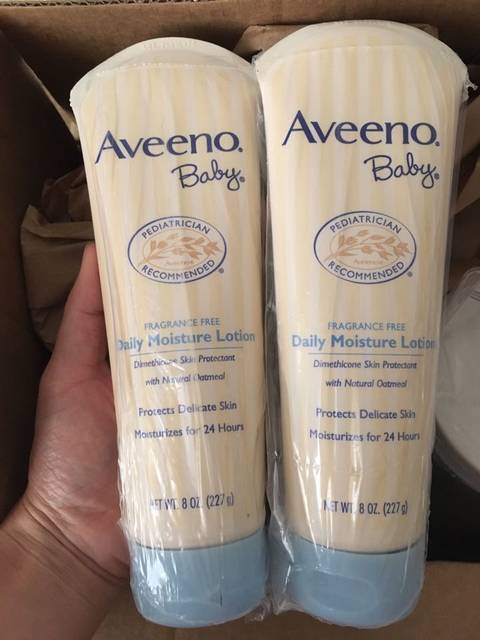 Aveeno.
Baby®
PEDIATRICIAN
Aveeno
RECOMMENDED®
FRAGRANCE FREE
Daily Moisture Lotion
Dimethicone Skin Protectant
with Natural Oatmeal
Protects Delicate Skin
Moisturizes for 24 Hours
NET WT. 8 OZ. (227 g)
Aveeno.
Baby®
PEDIATRICIAN
Aveeno
RECOMMENDED®
FRAGRANCE FREE
Daily Moisture Lotion
Dimethicone Skin Protectant
with Natural Oatmeal
Protects Delicate Skin
Moisturizes for 24 Hours
NET WT. 8 OZ. (227 g)